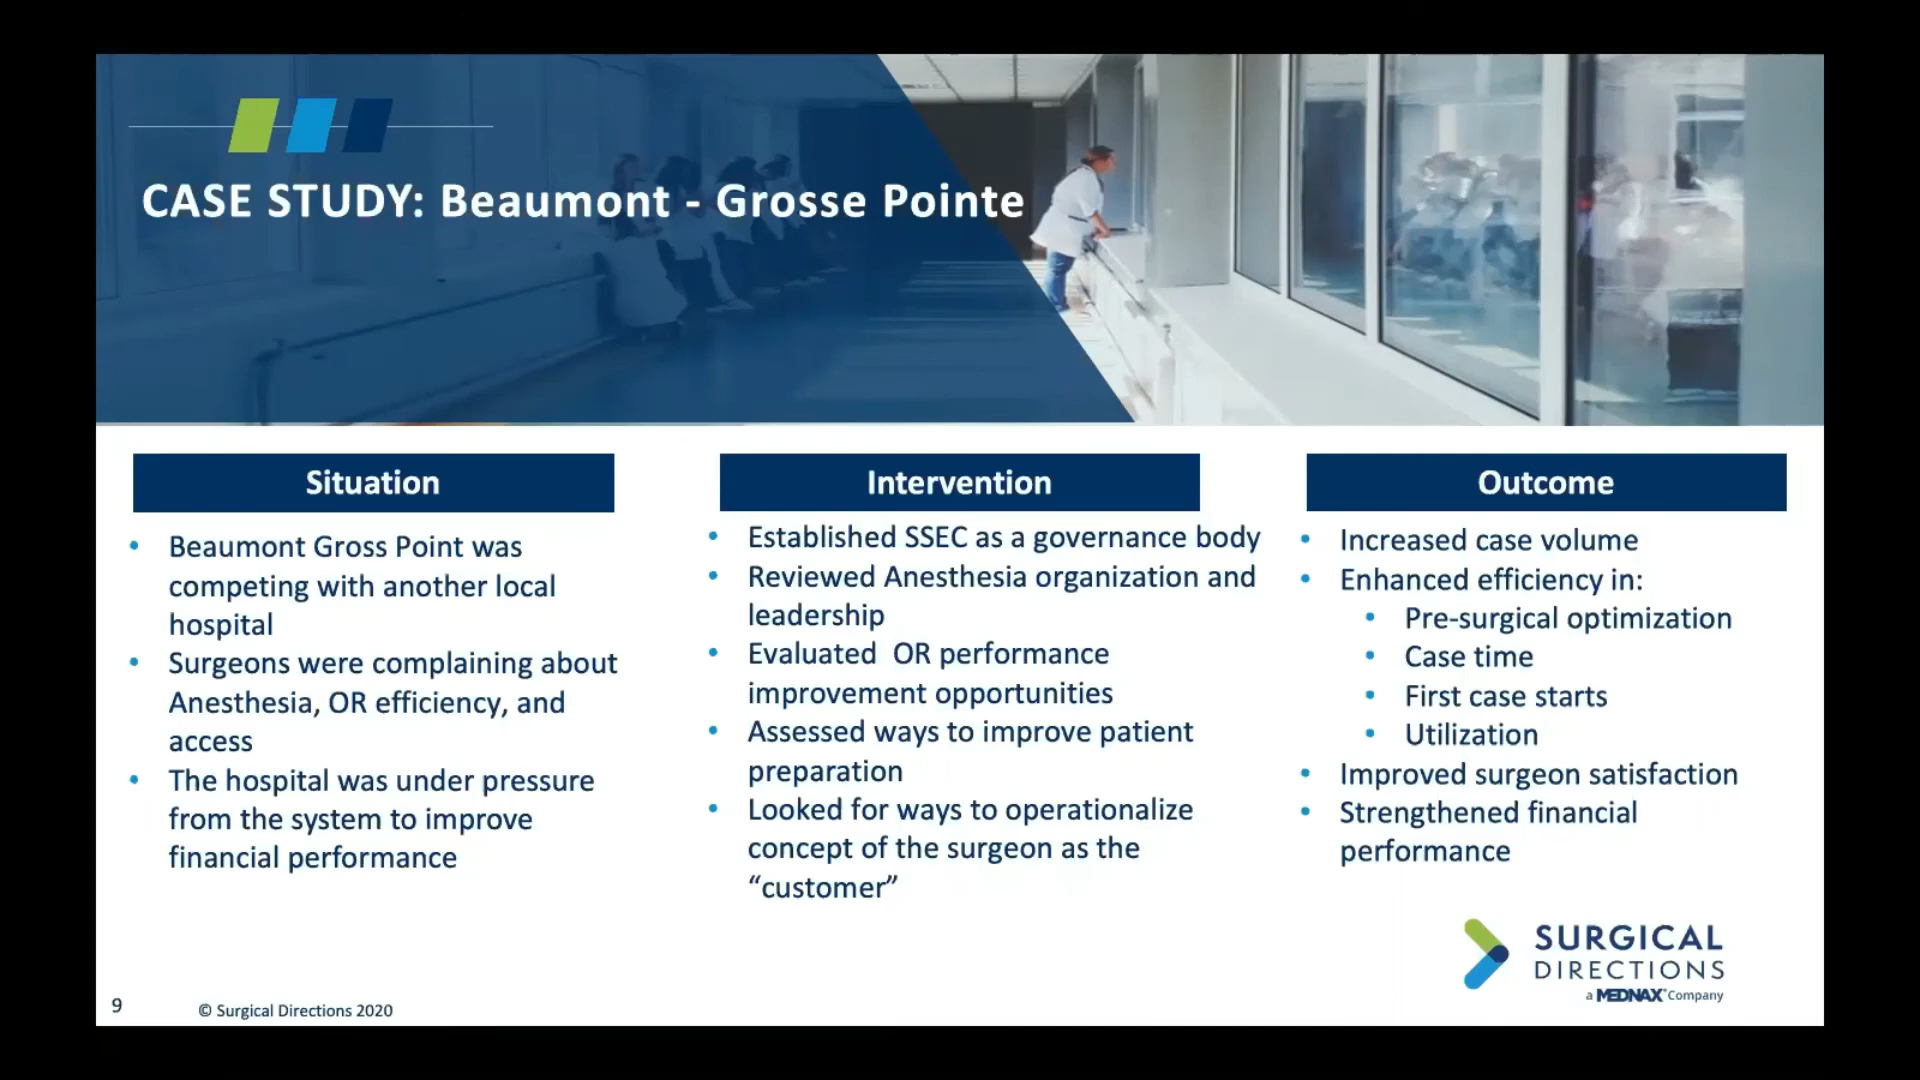 CASE STUDY: Beaumont - Grosse Pointe
Situation
• Beaumont Gross Point was
competing with another local
hospital
• Surgeons were complaining about
Anesthesia, OR efficiency, and
access
• The hospital was under pressure
from the system to improve
financial performance
Intervention
• Established SSEC as a governance body
• Reviewed Anesthesia organization and
leadership
• Evaluated OR performance
improvement opportunities
• Assessed ways to improve patient
preparation
• Looked for ways to operationalize
concept of the surgeon as the
“customer”
Outcome
• Increased case volume
• Enhanced efficiency in:
• Pre-surgical optimization
• Case time
• First case starts
• Utilization
• Improved surgeon satisfaction
• Strengthened financial
performance
SURGICAL
DIRECTIONS
a MEDNAX® Company
9
© Surgical Directions 2020